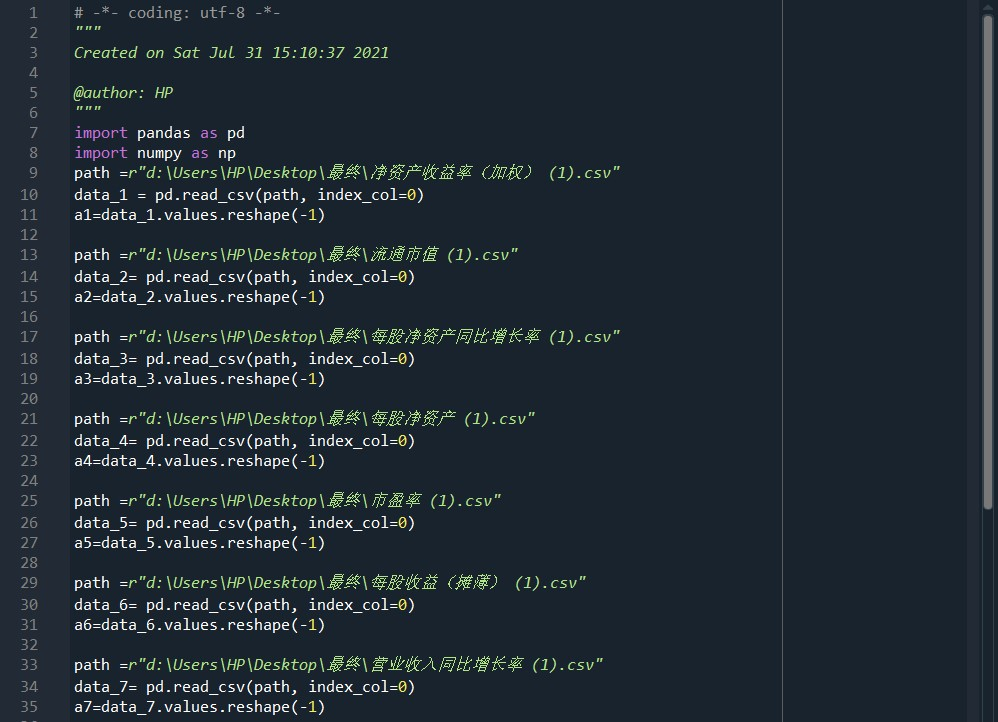 1 # -*- coding: utf-8 -*-
2 """
3 Created on Sat Jul 31 15:10:37 2021
4
5 @author: HP
6 """
7 import pandas as pd
8 import numpy as np
9 path =r"d:\Users\HP\Desktop\最终\净资产收益率（加权） (1).csv"
10 data_1 = pd.read_csv(path, index_col=0)
11 a1=data_1.values.reshape(-1)
12
13 path =r"d:\Users\HP\Desktop\最终\流通市值 (1).csv"
14 data_2= pd.read_csv(path, index_col=0)
15 a2=data_2.values.reshape(-1)
16
17 path =r"d:\Users\HP\Desktop\最终\每股净资产同比增长率 (1).csv"
18 data_3= pd.read_csv(path, index_col=0)
19 a3=data_3.values.reshape(-1)
20
21 path =r"d:\Users\HP\Desktop\最终\每股净资产 (1).csv"
22 data_4= pd.read_csv(path, index_col=0)
23 a4=data_4.values.reshape(-1)
24
25 path =r"d:\Users\HP\Desktop\最终\市盈率 (1).csv"
26 data_5= pd.read_csv(path, index_col=0)
27 a5=data_5.values.reshape(-1)
28
29 path =r"d:\Users\HP\Desktop\最终\每股收益（摊薄） (1).csv"
30 data_6= pd.read_csv(path, index_col=0)
31 a6=data_6.values.reshape(-1)
32
33 path =r"d:\Users\HP\Desktop\最终\营业收入同比增长率 (1).csv"
34 data_7= pd.read_csv(path, index_col=0)
35 a7=data_7.values.reshape(-1)